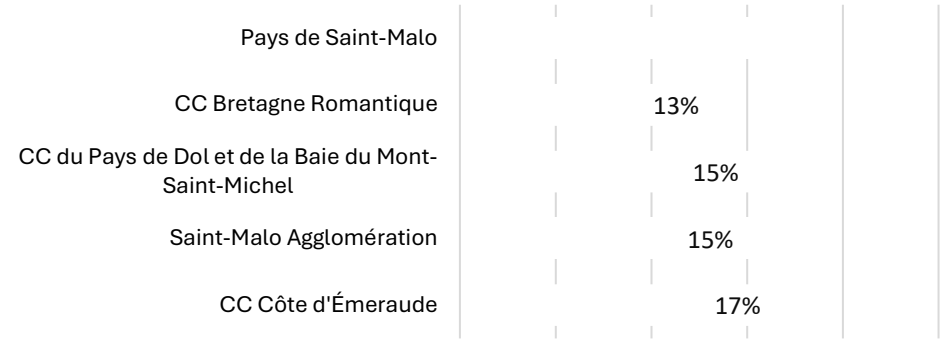 Pays de Saint-Malo
CC Bretagne Romantique
13%
CC du Pays de Dol et de la Baie du Mont-
Saint-Michel
15%
Saint-Malo Agglomération
15%
CC Côte d'Émeraude
17%